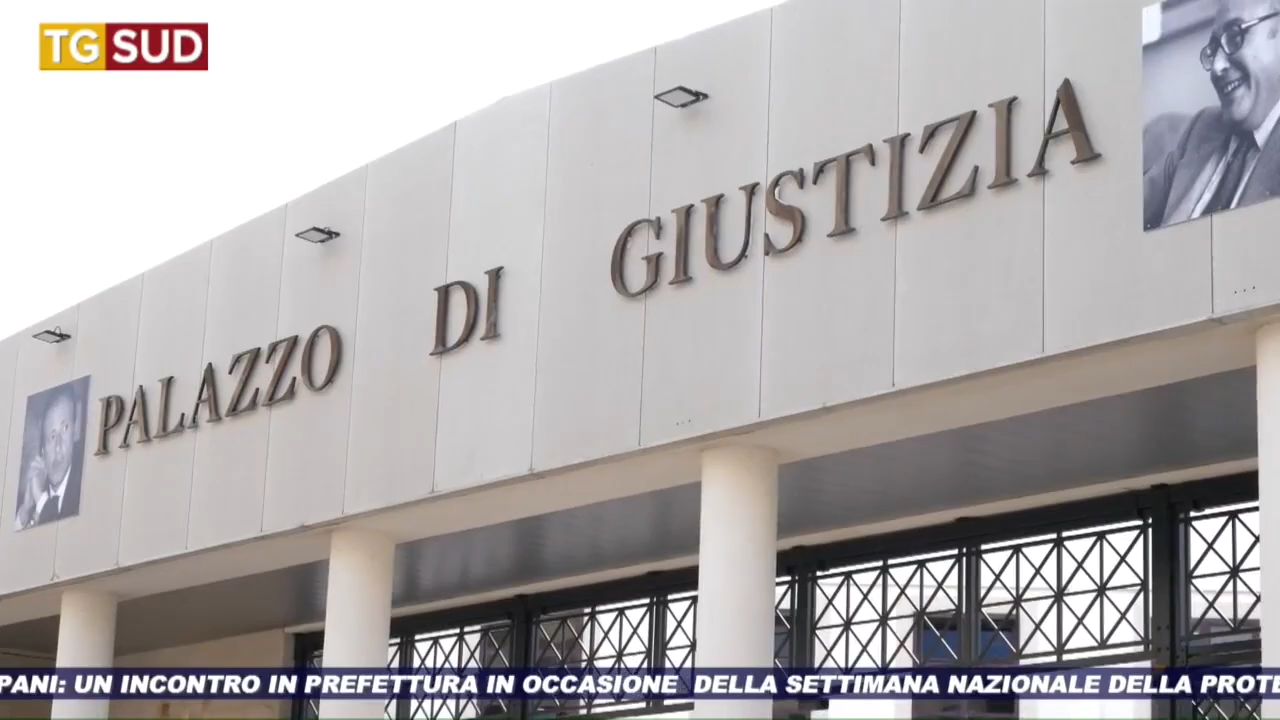 TG SUD
PALAZZO DI GIUSTIZIA
PANI: UN INCONTRO IN PREFETTURA IN OCCASIONE DELLA SETTIMANA NAZIONALE DELLA PROTE